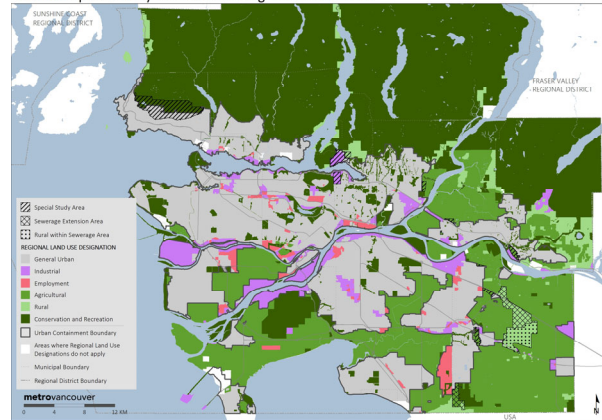 SUNSHINE COAST
REGIONAL DISTRICT
FRASER VALLEY
REGIONAL DISTRICT
Special Study Area
Sewerage Extension Area
Rural within Sewerage Area
REGIONAL LAND USE DESIGNATION
General Urban
Industrial
Employment
Agricultural
Rural
Conservation and Recreation
Urban Containment Boundary
Areas where Regional Land Use
Designations do not apply
Municipal Boundary
Regional District Boundary
metrovancouver
0 4 8 12 KM
USA
N